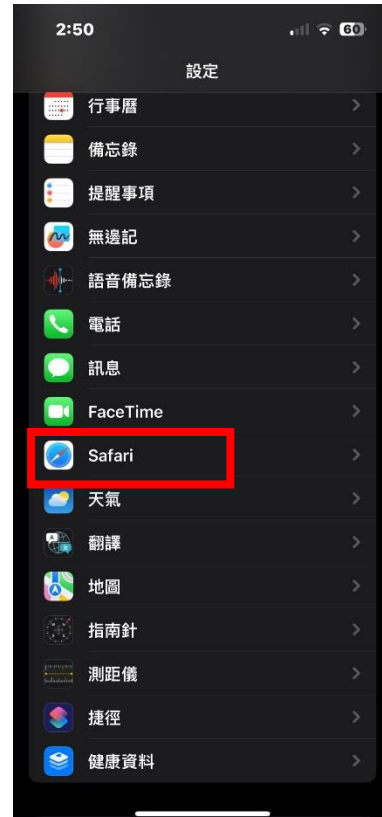 2:50
60
設定
行事曆
備忘錄
提醒事項
無邊記
語音備忘錄
電話
訊息
FaceTime
Safari
天氣
翻譯
地圖
指南針
測距儀
捷徑
健康資料